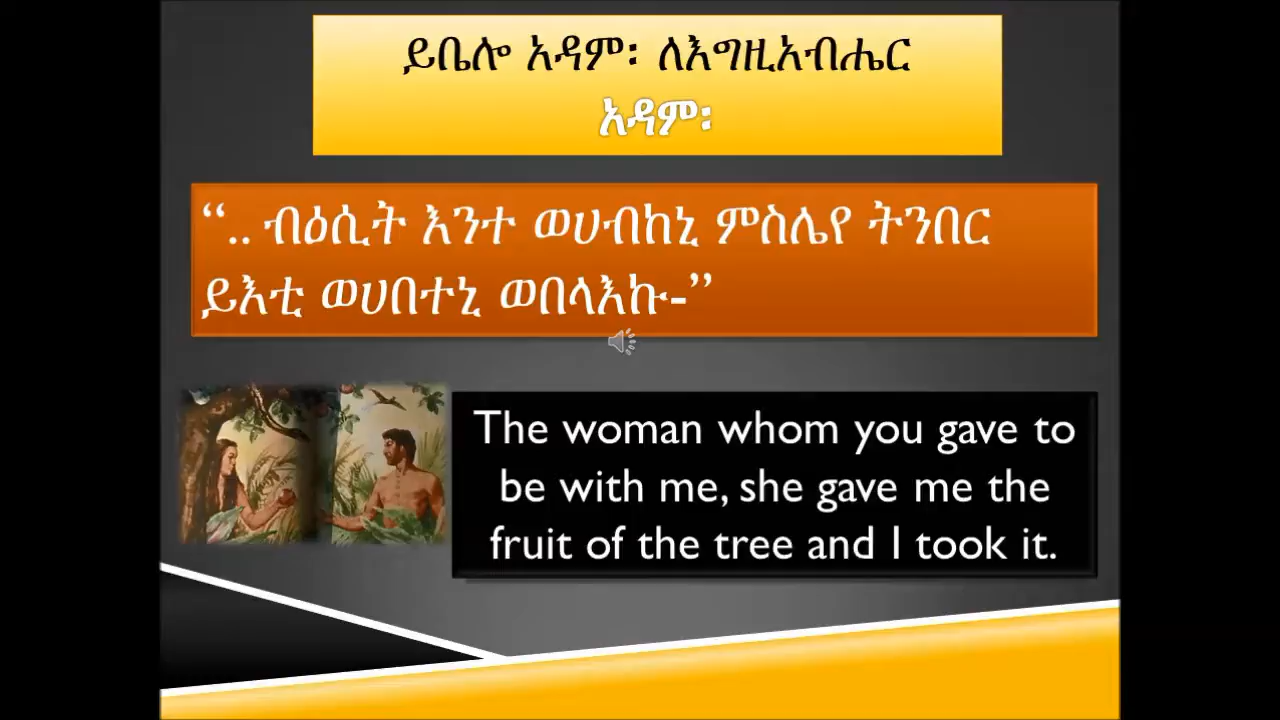 ይቤሎ አዳም፡ ለእግዚአብሔር
አዳም፡
“.. ብዕሲት እንተ ወሀብከኒ ምስሌየ ትንበር
ይእቲ ወሀበተኒ ወበላእኩ-”
The woman whom you gave to
be with me, she gave me the
fruit of the tree and I took it.